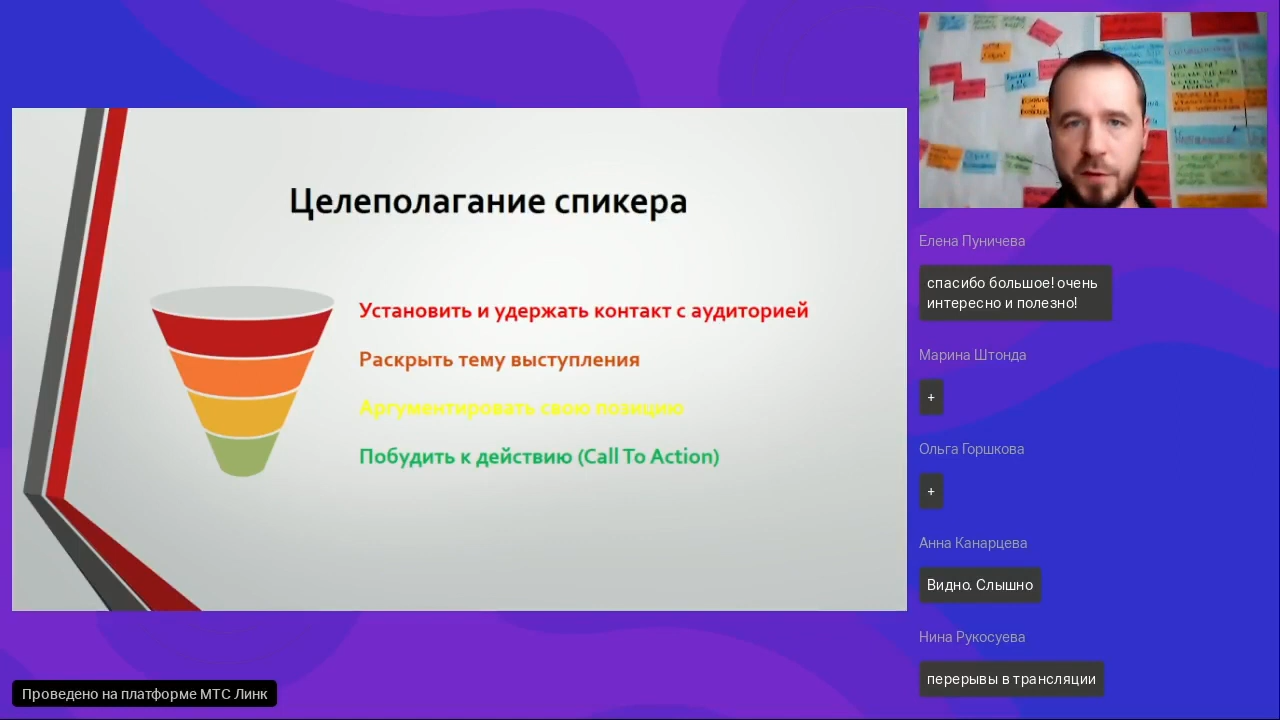 Целеполагание спикера
Установить и удержать контакт с аудиторией
Раскрыть тему выступления
Аргументировать свою позицию
Побудить к действию (Call To Action)
Проведено на платформе МТС Линк
Елена Пуничева
спасибо большое! очень
интересно и полезно!
Марина Штонда
+
Ольга Горшкова
+
Анна Канарцева
Видно. Слышно
Нина Рукосуева
перерывы в трансляции